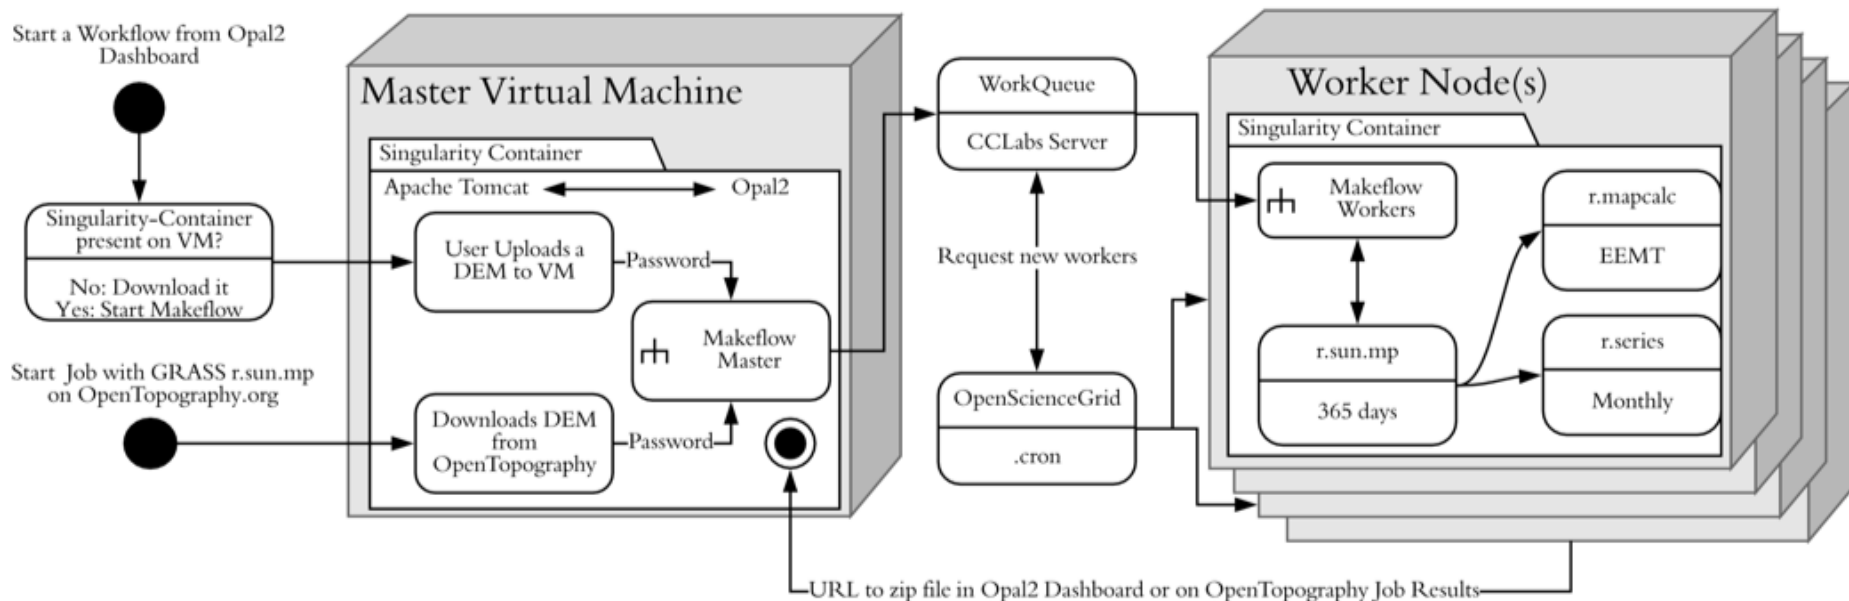 Start a Workflow from Opal2
Dashboard
Singularity-Container
present on VM?
No: Download it
Yes: Start Makeflow
Start Job with GRASS r.sun.mp
on OpenTopography.org
Master Virtual Machine
Singularity Container
Apache Tomcat
Opal2
User Uploads a
DEM to VM
Password
Makeflow
Master
Downloads DEM
from
OpenTopography
Password
WorkQueue
CCLabs Server
Request new workers
OpenScienceGrid
.cron
Worker Node(s)
Singularity Container
Makeflow
Workers
r.sun.mp
365 days
r.mapcalc
EEMT
r.series
Monthly
URL to zip file in Opal2 Dashboard or on OpenTopography Job Results